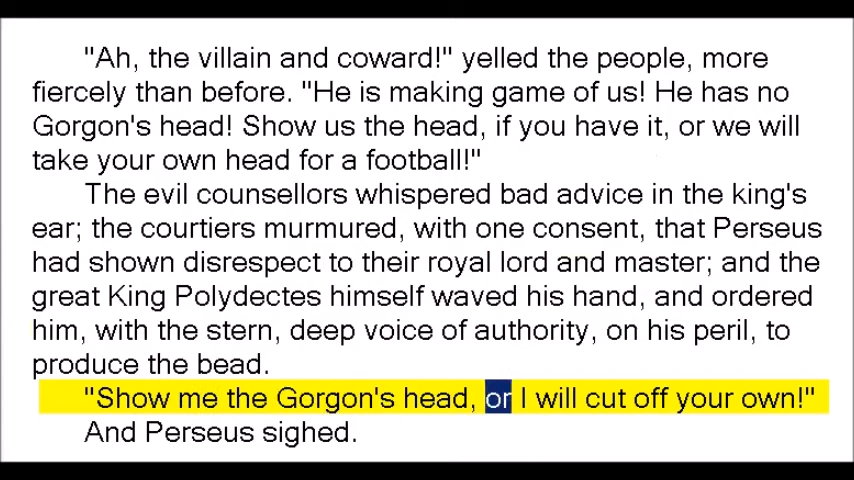 "Ah, the villain and coward!" yelled the people, more
fiercely than before. "He is making game of us! He has no
Gorgon's head! Show us the head, if you have it, or we will
take your own head for a football!"
The evil counsellors whispered bad advice in the king's
ear; the courtiers murmured, with one consent, that Perseus
had shown disrespect to their royal lord and master; and the
great King Polydectes himself waved his hand, and ordered
him, with the stern, deep voice of authority, on his peril, to
produce the bead.
"Show me the Gorgon's head, or I will cut off your own!"
And Perseus sighed.